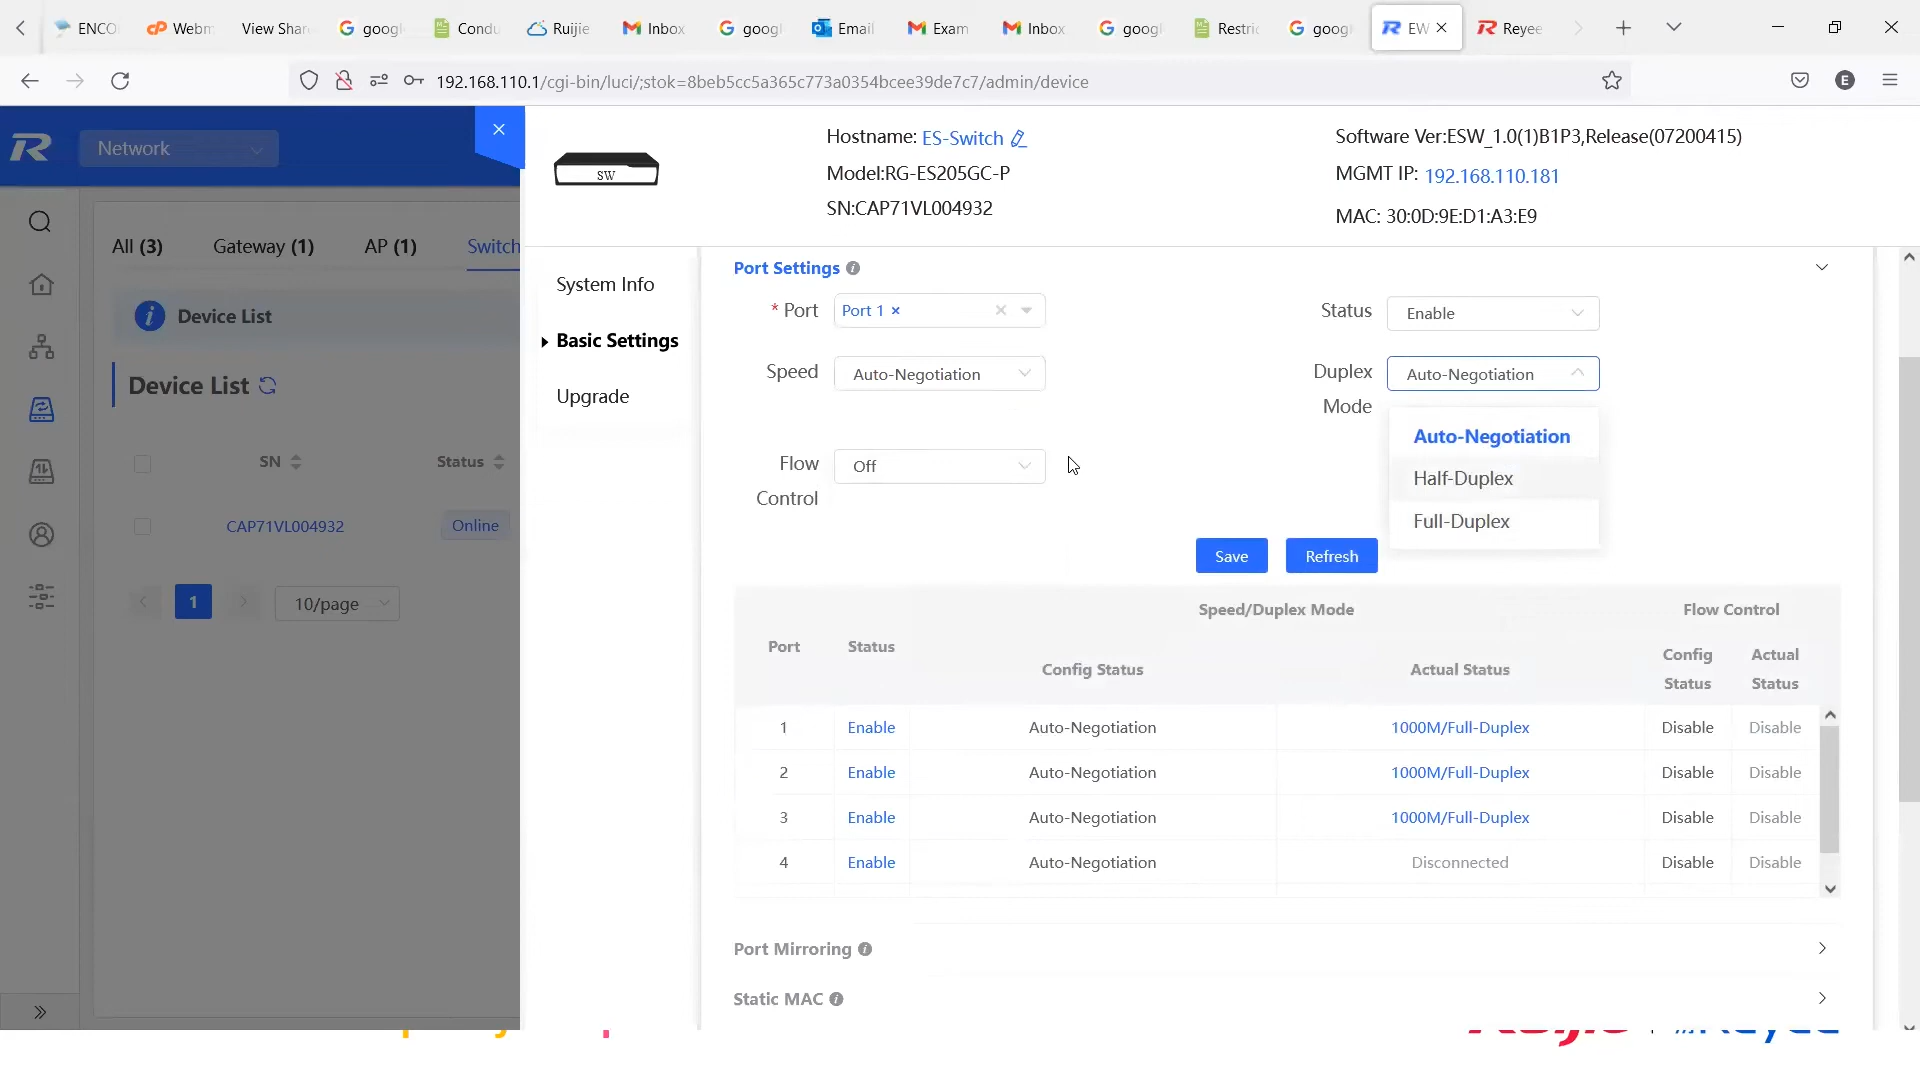 ENCO
Webm
View Shar
googl
Condu
Ruijie
Inbox
googl
Email
Exam
Inbox
googl
Restri
googl
EW
Reyee
192.168.110.1/cgi-bin/luci/;stok=8beb5cc5a365c773a0354bcee39de7c7/admin/device
E
Network
SW
Hostname: ES-Switch
Model:RG-ES205GC-P
SN:CAP71VL004932
Software Ver:ESW_1.0(1)B1P3,Release(07200415)
MGMT IP: 192.168.110.181
MAC: 30:0D:9E:D1:A3:E9
All (3)
Gateway (1)
AP (1)
Switch
Device List
Device List
SN
Status
CAP71VL004932
Online
1
10/page
System Info
Basic Settings
Upgrade
Port Settings
* Port
Port 1 ×
Status
Enable
Speed
Auto-Negotiation
Duplex
Mode
Auto-Negotiation
Auto-Negotiation
Half-Duplex
Full-Duplex
Flow
Control
Off
Save
Refresh
Port
Status
Speed/Duplex Mode
Flow Control
Config Status
Actual Status
Config
Status
Actual
Status
1 Enable Auto-Negotiation 1000M/Full-Duplex Disable Disable
2 Enable Auto-Negotiation 1000M/Full-Duplex Disable Disable
3 Enable Auto-Negotiation 1000M/Full-Duplex Disable Disable
4 Enable Auto-Negotiation Disconnected Disable Disable
Port Mirroring
Static MAC